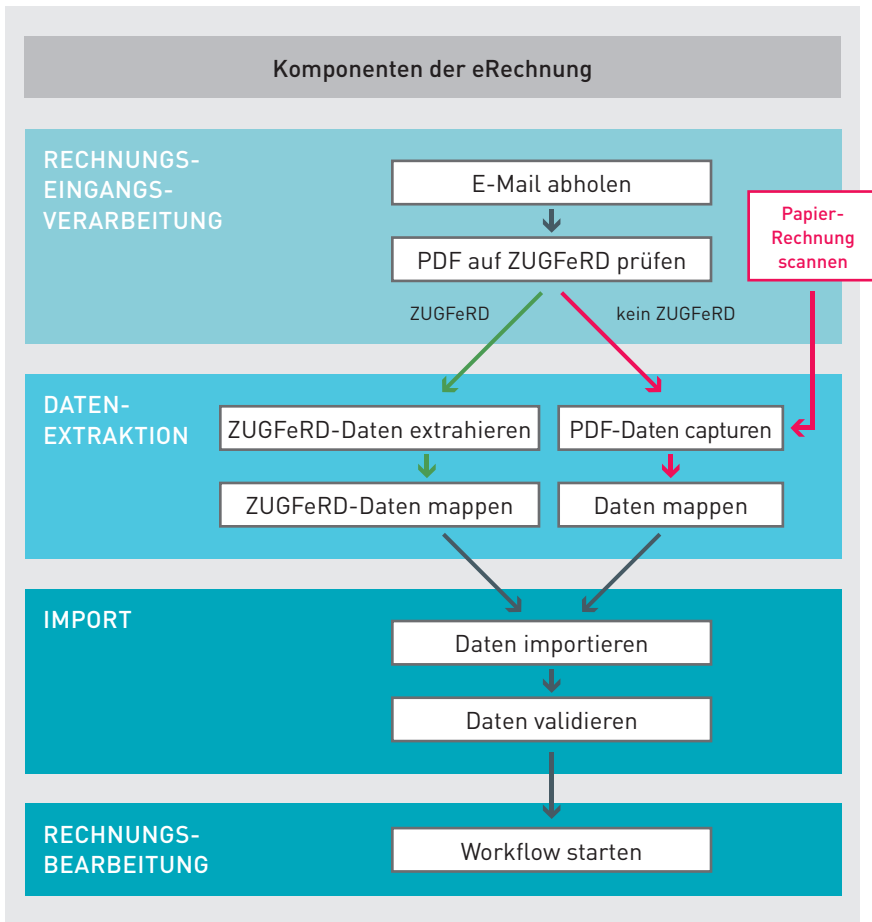 Komponenten der eRechnung
RECHNUNGS-
EINGANGS-
VERARBEITUNG
E-Mail abholen
PDF auf ZUGFeRD prüfen
Papier-
Rechnung
scannen
ZUGFeRD
kein ZUGFeRD
DATEN-
EXTRAKTION
ZUGFeRD-Daten extrahieren
PDF-Daten capturen
ZUGFeRD-Daten mappen
Daten mappen
IMPORT
Daten importieren
Daten validieren
RECHNUNGS-
BEARBEITUNG
Workflow starten